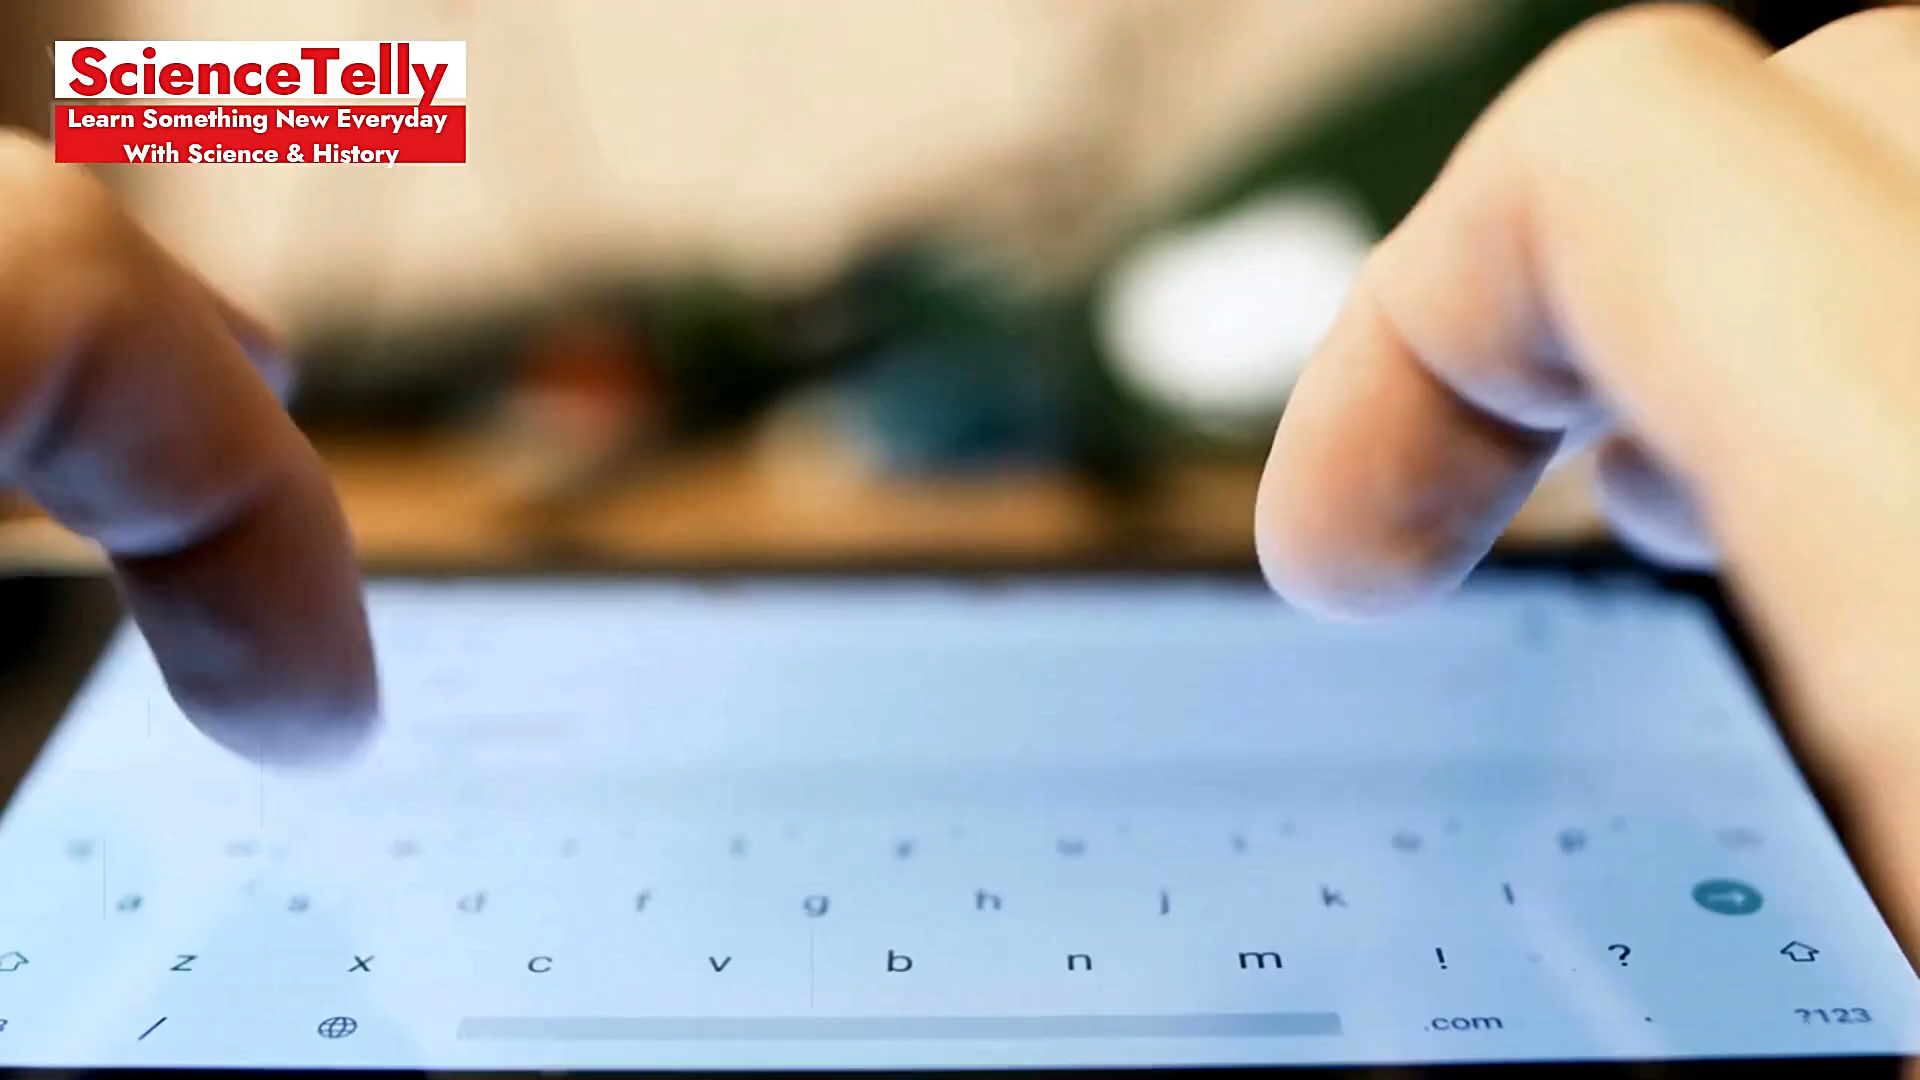 ScienceTelly
Learn Something New Everyday
With Science & History
a s d f g h j k l
z x c v b n m ! ?
/ .com . ?123